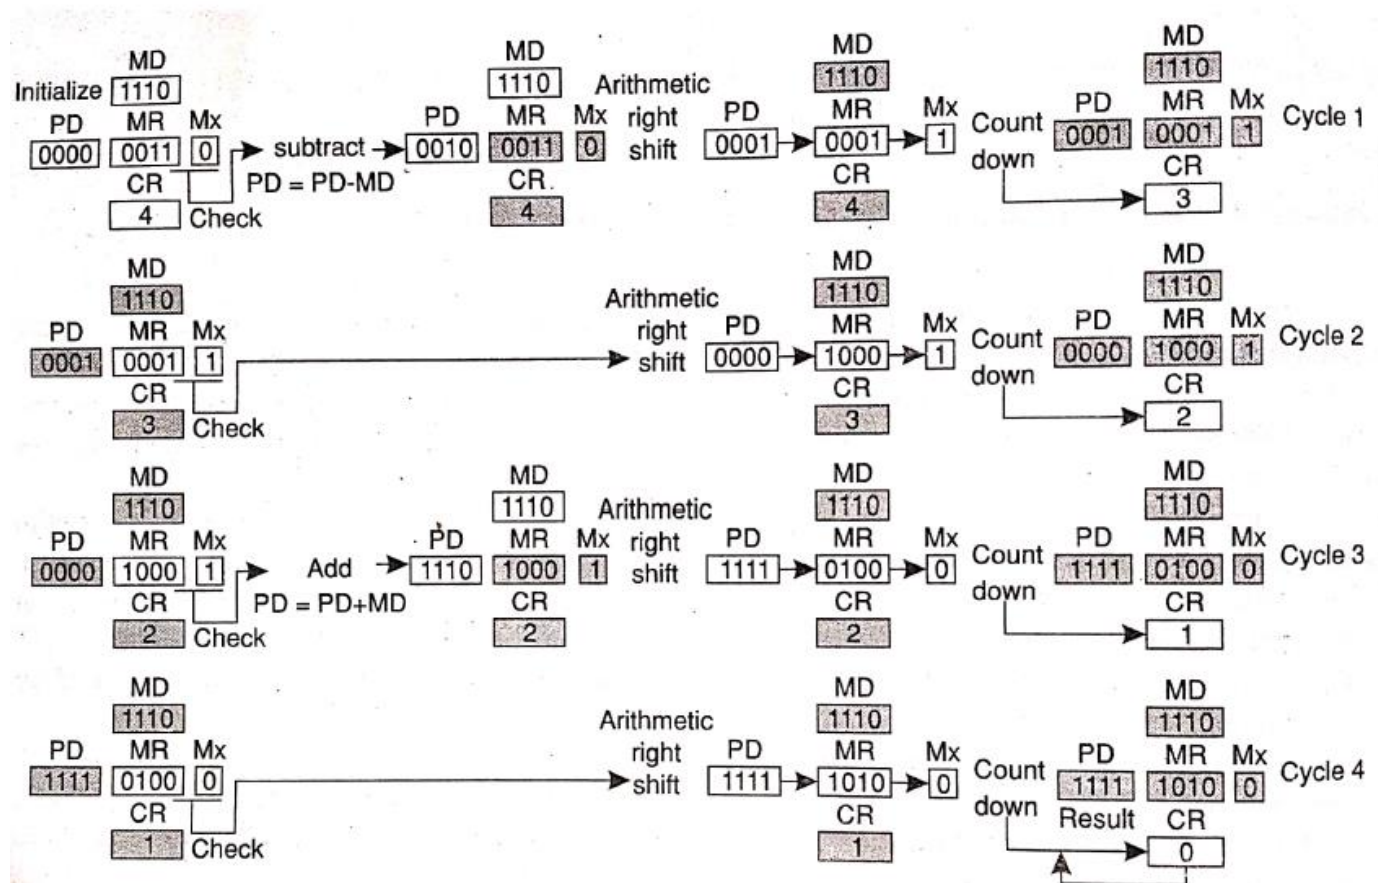 MD MD MD MD
Initialize 1110 1110 Arithmetic 1110 1110
PD MR Mx PD MR Mx right PD MR Mx Count PD MR Mx Cycle 1
0000 0011 0 subtract 0010 0011 0 shift 0001 0001 1 down 0001 0001 1
CR PD = PD-MD CR CR CR
4 Check 4 4 3
MD MD MD
1110 Arithmetic 1110 1110
PD MR Mx right PD MR Mx Count PD MR Mx Cycle 2
0001 0001 1 shift 0000 1000 1 down 0000 1000 1
CR CR CR
3 Check 3 2
MD MD MD MD
1110 1110 Arithmetic 1110 1110
PD MR Mx PD MR Mx right PD MR Mx Count PD MR Mx Cycle 3
0000 1000 1 Add 1110 1000 1 shift 1111 0100 0 down 1111 0100 0
CR PD = PD+MD CR CR CR
2 Check 2 2 1
MD MD MD
1110 Arithmetic 1110 1110
PD MR Mx right PD MR Mx Count PD MR Mx Cycle 4
1111 0100 0 shift 1111 1010 0 down 1111 1010 0
CR CR Result CR
1 Check 1 0